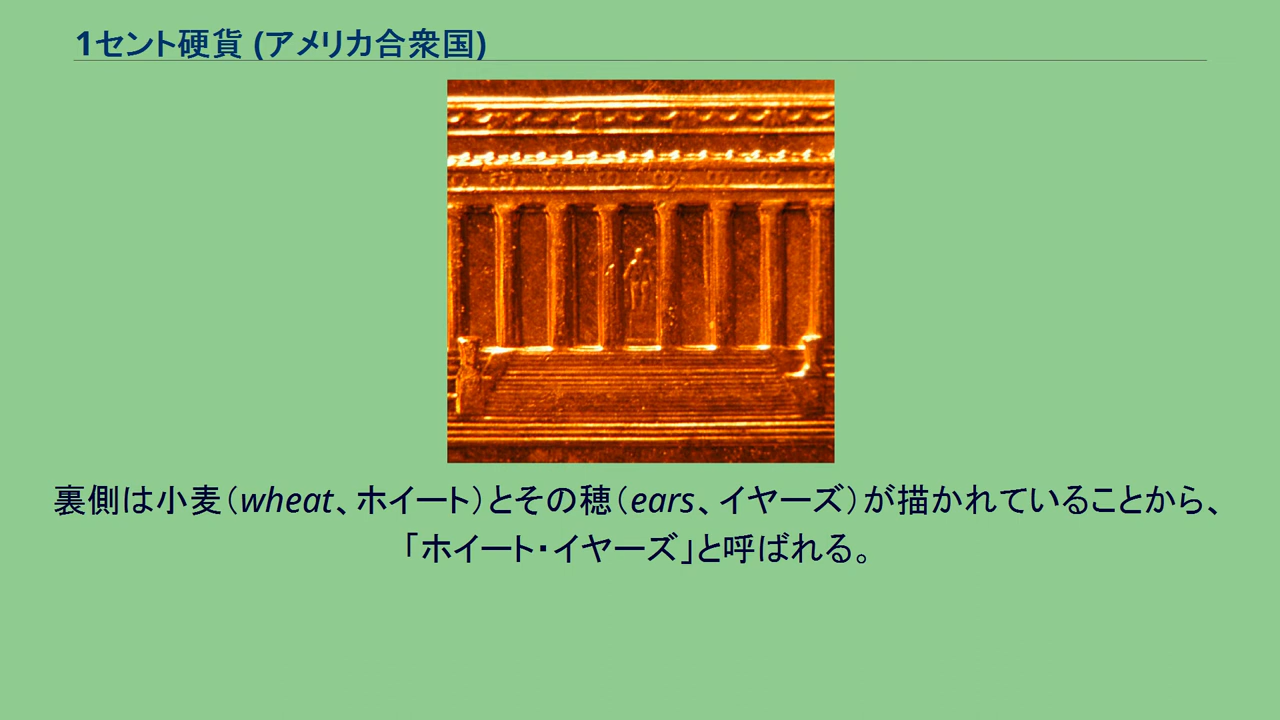 1セント硬貨 (アメリカ合衆国)
裏側は小麦（wheat、ホイート）とその穂（ears、イヤーズ）が描かれていることから、
「ホイート・イヤーズ」と呼ばれる。